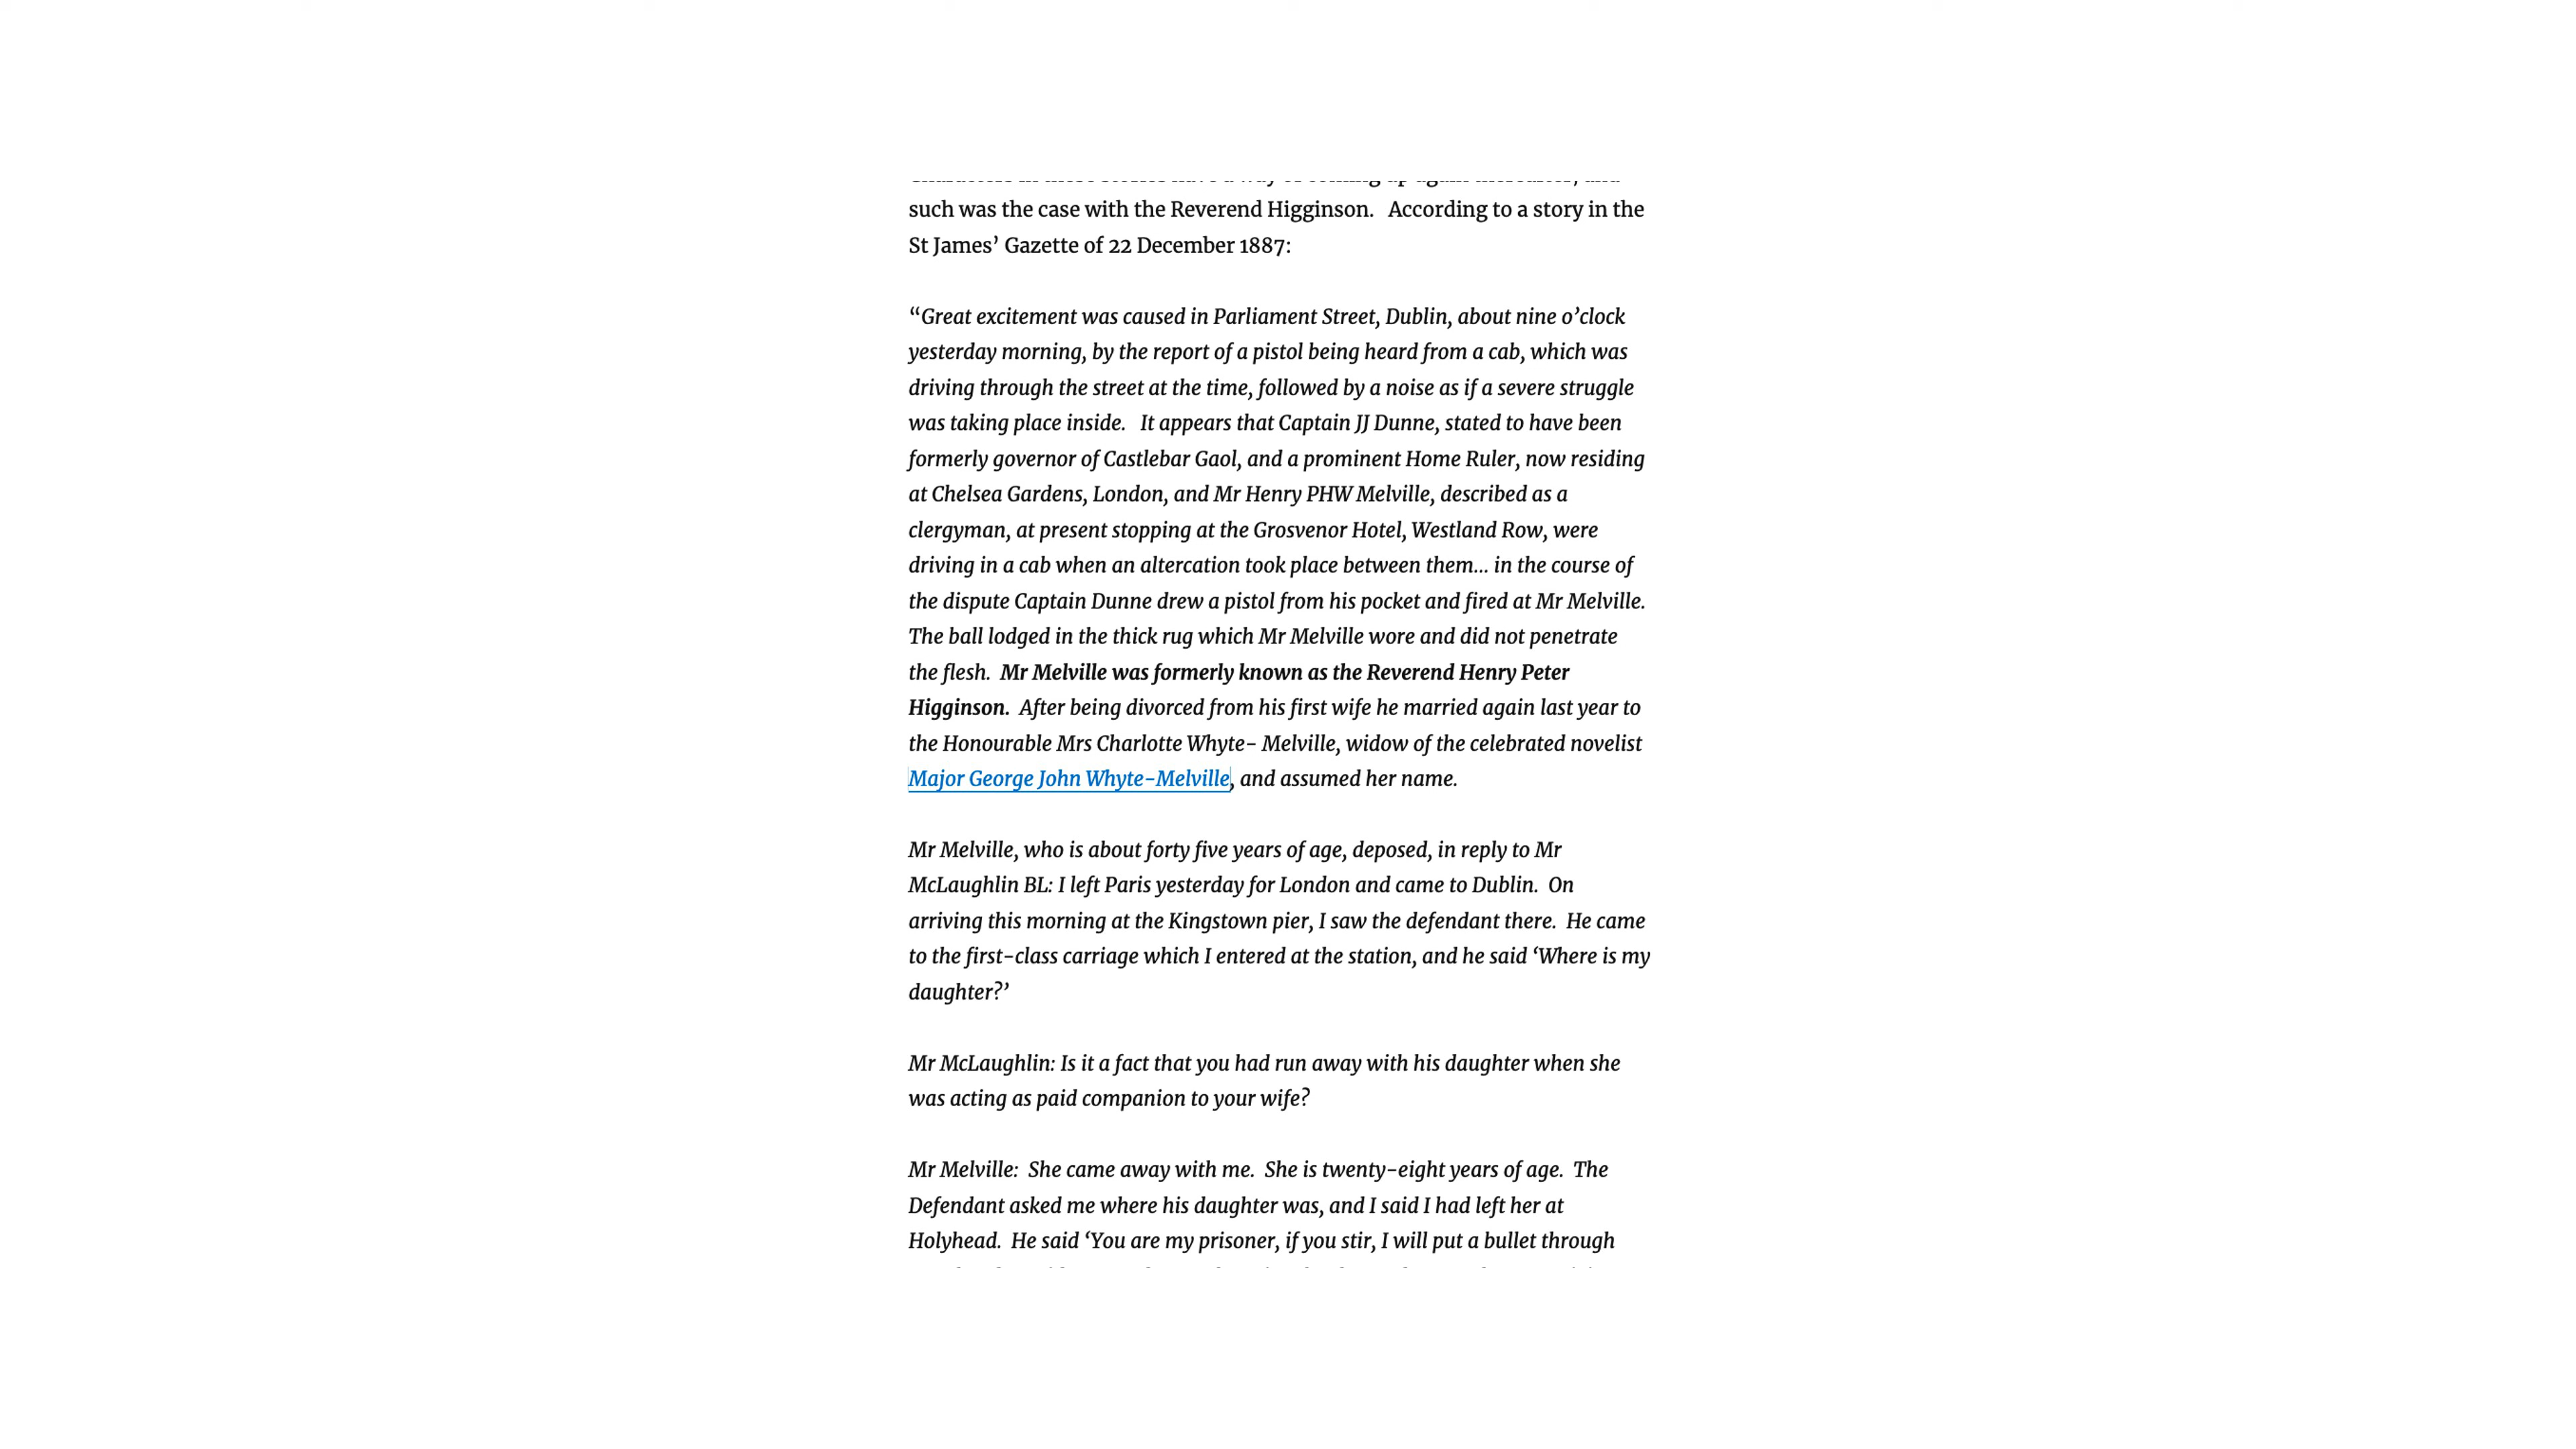 such was the case with the Reverend Higginson.   According to a story in the
St James’ Gazette of 22 December 1887:
“Great excitement was caused in Parliament Street, Dublin, about nine o’clock
yesterday morning, by the report of a pistol being heard from a cab, which was
driving through the street at the time, followed by a noise as if a severe struggle
was taking place inside.   It appears that Captain JJ Dunne, stated to have been
formerly governor of Castlebar Gaol, and a prominent Home Ruler, now residing
at Chelsea Gardens, London, and Mr Henry PHW Melville, described as a
clergyman, at present stopping at the Grosvenor Hotel, Westland Row, were
driving in a cab when an altercation took place between them… in the course of
the dispute Captain Dunne drew a pistol from his pocket and fired at Mr Melville.
The ball lodged in the thick rug which Mr Melville wore and did not penetrate
the flesh.  Mr Melville was formerly known as the Reverend Henry Peter
Higginson.  After being divorced from his first wife he married again last year to
the Honourable Mrs Charlotte Whyte- Melville, widow of the celebrated novelist
Major George John Whyte-Melville, and assumed her name.
Mr Melville, who is about forty five years of age, deposed, in reply to Mr
McLaughlin BL: I left Paris yesterday for London and came to Dublin.  On
arriving this morning at the Kingstown pier, I saw the defendant there.  He came
to the first-class carriage which I entered at the station, and he said ‘Where is my
daughter?’
Mr McLaughlin: Is it a fact that you had run away with his daughter when she
was acting as paid companion to your wife?
Mr Melville:  She came away with me.  She is twenty-eight years of age.  The
Defendant asked me where his daughter was, and I said I had left her at
Holyhead.  He said ‘You are my prisoner, if you stir, I will put a bullet through